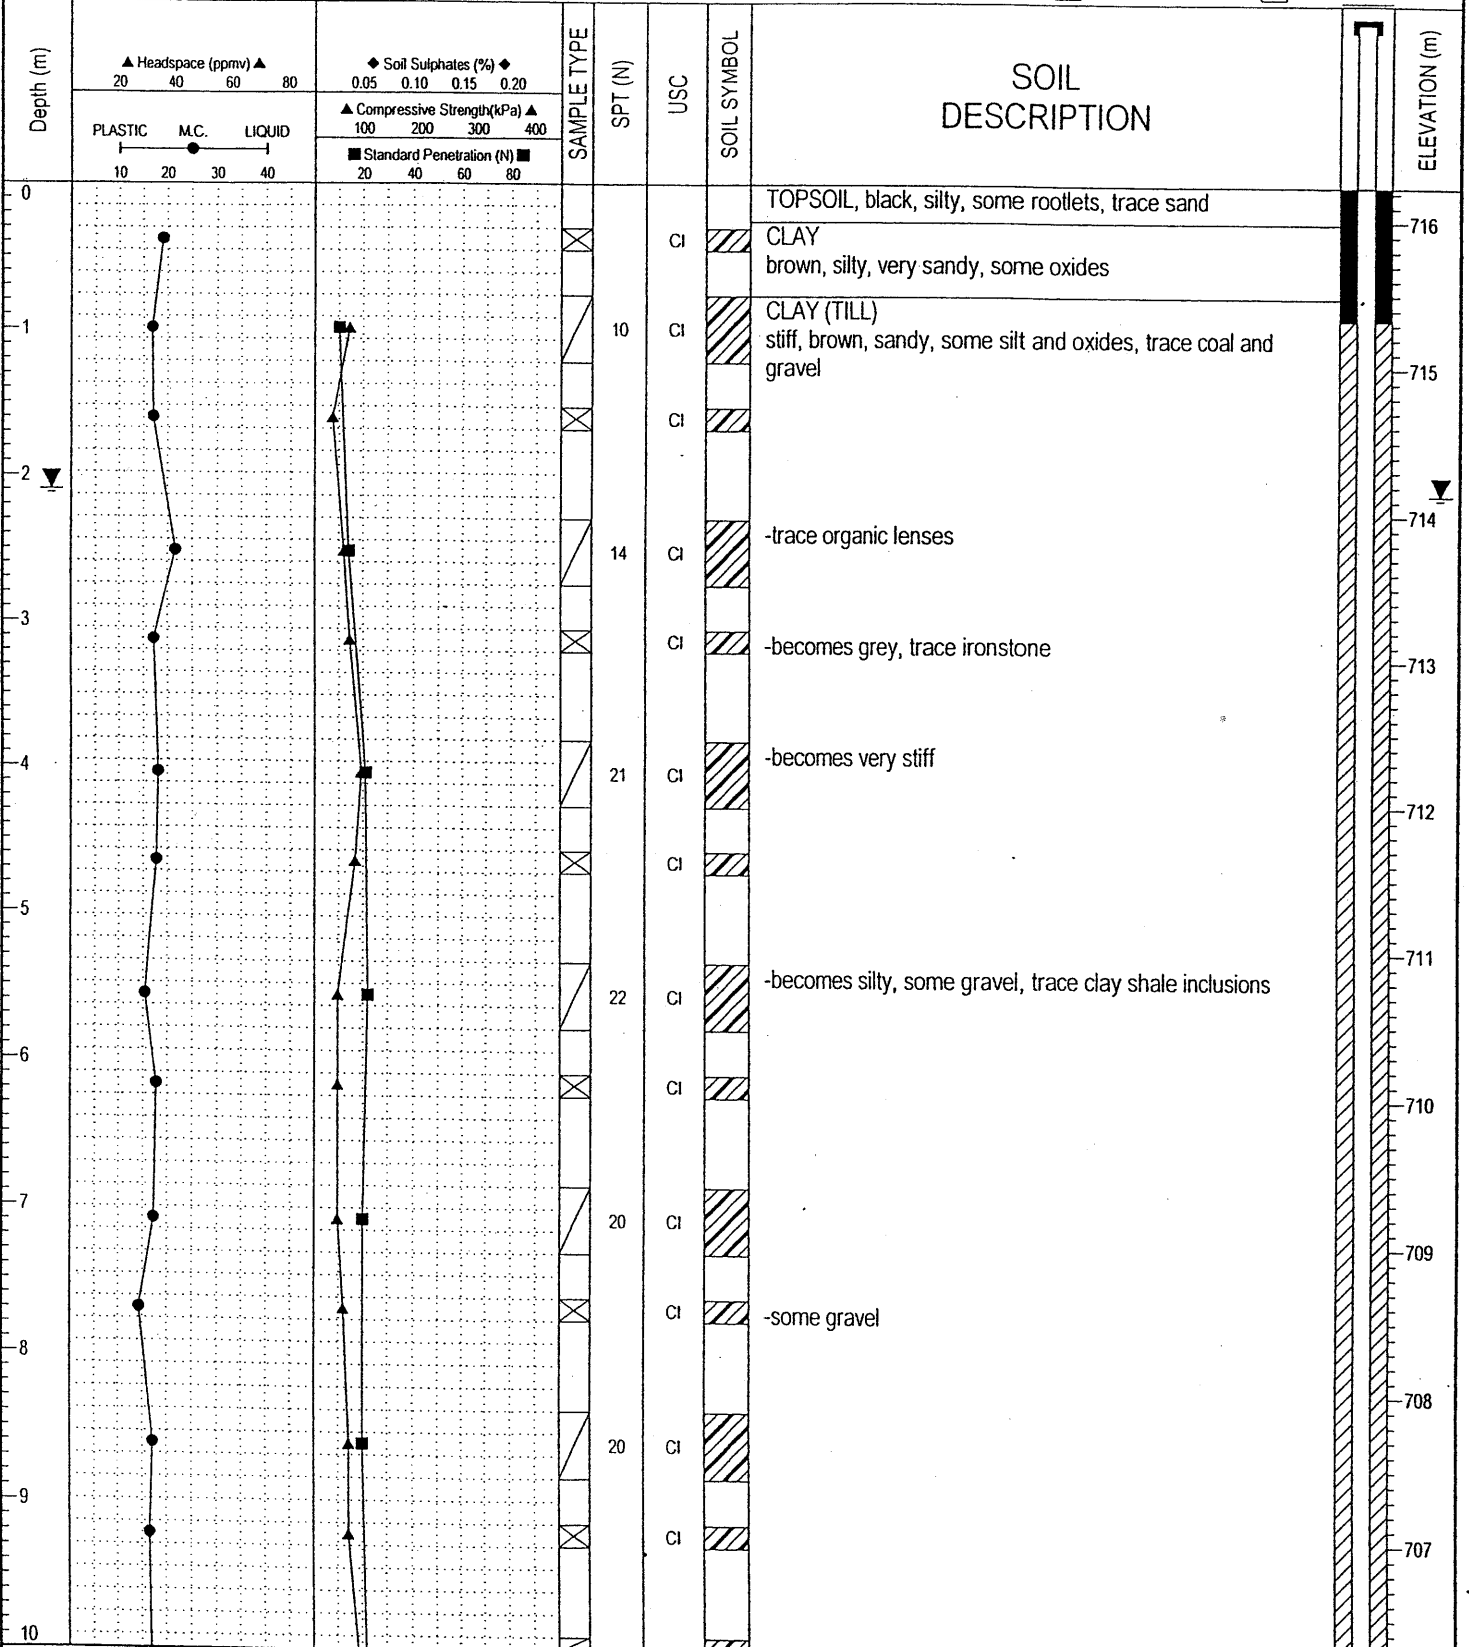 Depth (m)
▲ Headspace (ppmv) ▲
20 40 60 80
PLASTIC M.C. LIQUID
10 20 30 40
◆ Soil Sulphates (%) ◆
0.05 0.10 0.15 0.20
▲ Compressive Strength(kPa) ▲
100 200 300 400
■ Standard Penetration (N) ■
20 40 60 80
SAMPLE TYPE
SPT (N)
USC
SOIL SYMBOL
SOIL
DESCRIPTION
ELEVATION (m)
0
TOPSOIL, black, silty, some rootlets, trace sand
716
CI
CLAY
brown, silty, very sandy, some oxides
CLAY (TILL)
1
10
CI
stiff, brown, sandy, some silt and oxides, trace coal and
gravel
715
CI
2
714
14
CI
-trace organic lenses
3
CI
-becomes grey, trace ironstone
713
4
21
CI
-becomes very stiff
712
CI
5
711
22
CI
-becomes silty, some gravel, trace clay shale inclusions
6
CI
710
7
20
CI
709
CI
-some gravel
8
708
20
CI
9
CI
707
10